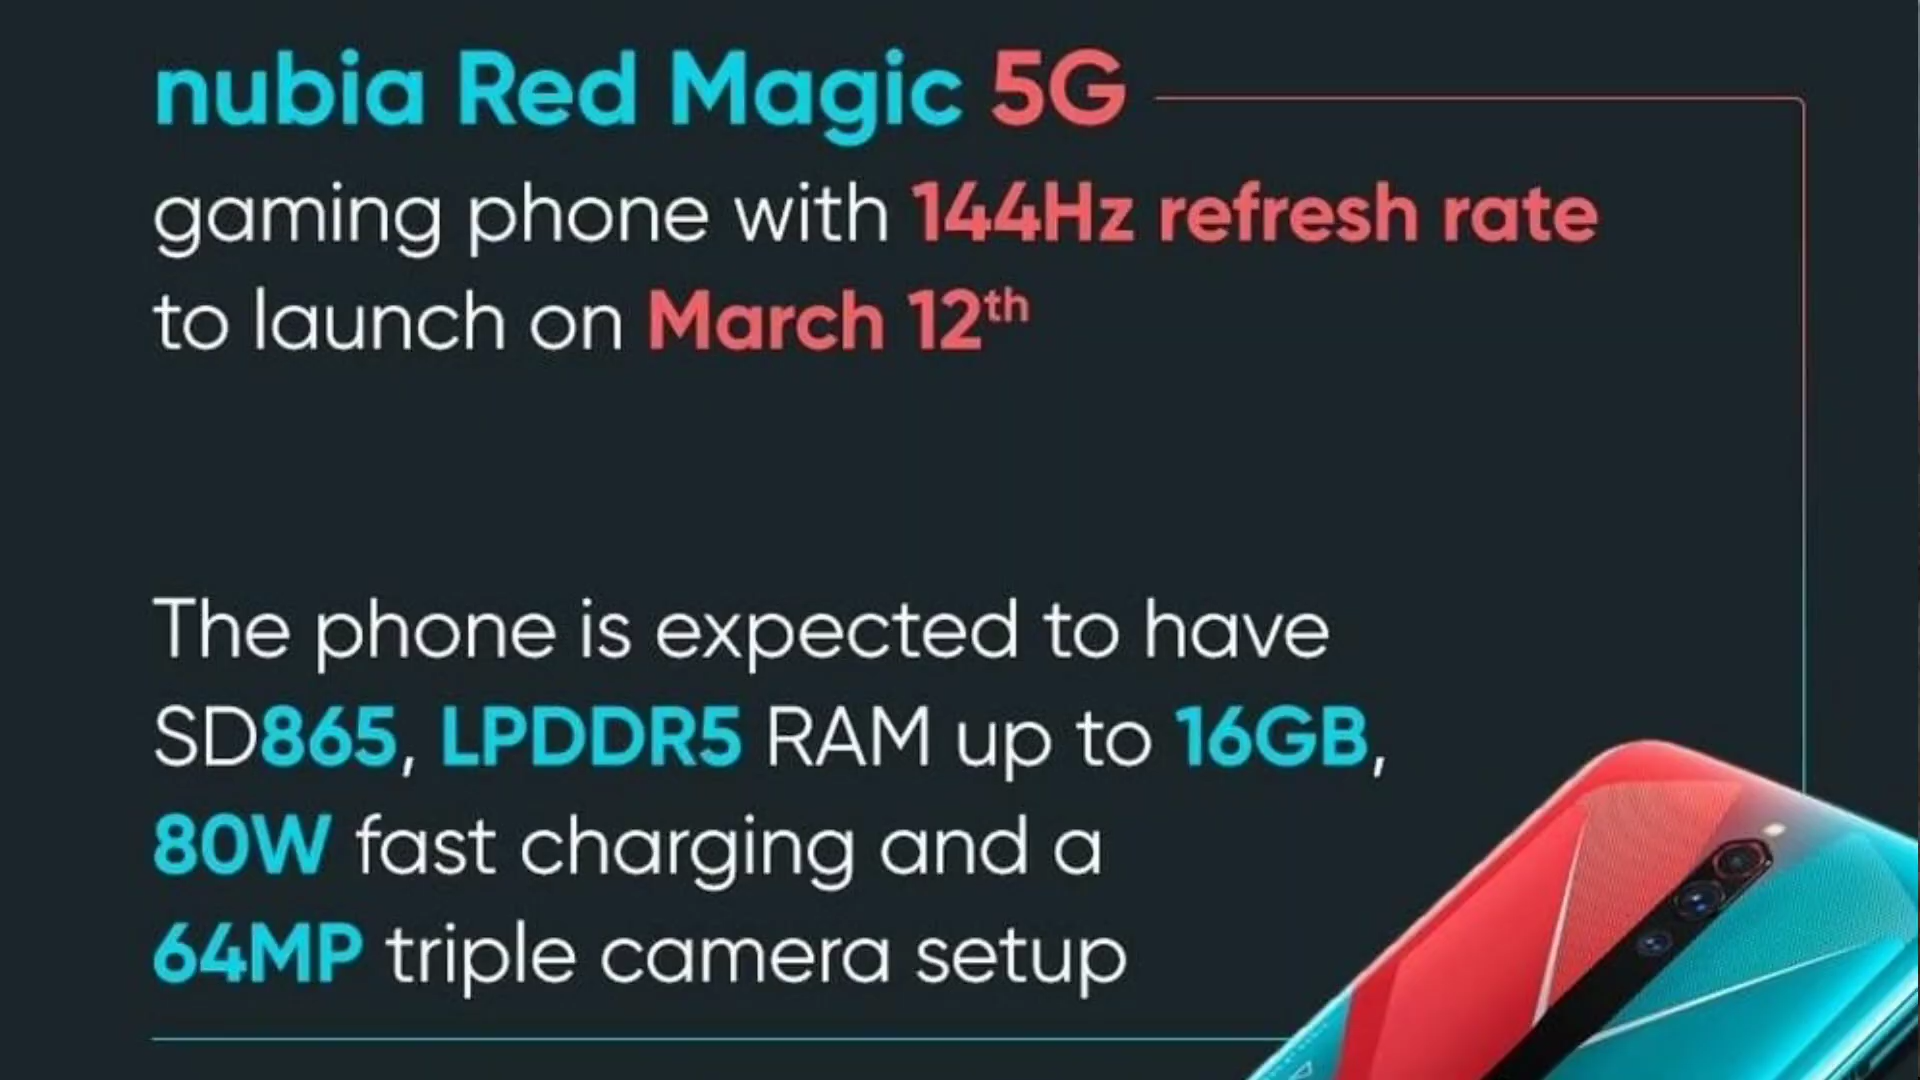 nubia Red Magic 5G
gaming phone with 144Hz refresh rate
to launch on March 12th
The phone is expected to have
SD865, LPDDR5 RAM up to 16GB,
80W fast charging and a
64MP triple camera setup